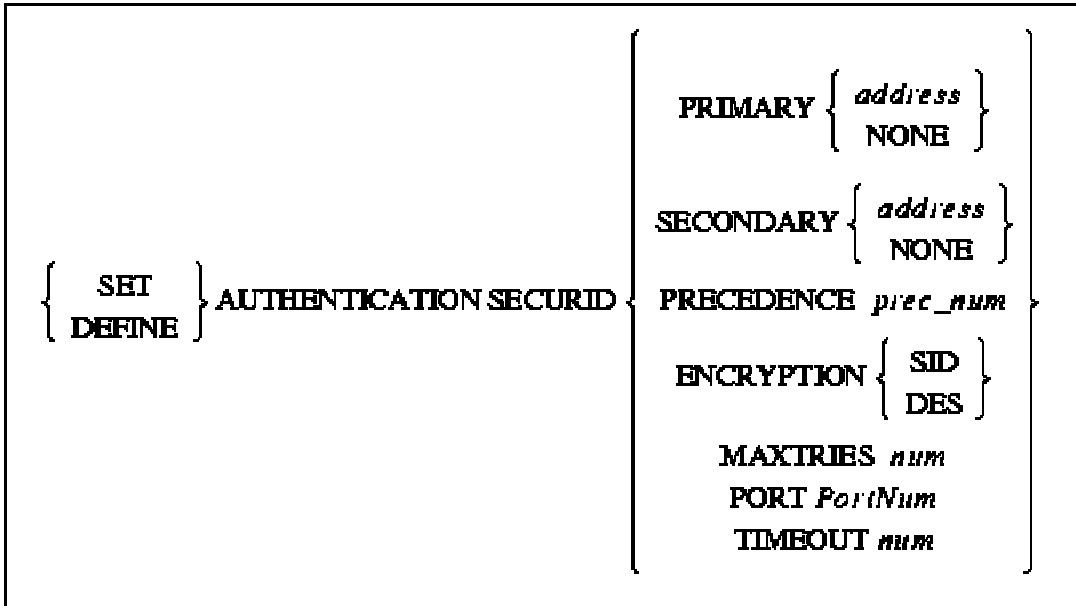 PRIMARY { address
NONE }
SECONDARY { address
NONE }
{ SET
DEFINE } AUTHENTICATION SECURID {
PRECEDENCE prec_num
ENCRYPTION { SID
DES }
MAXTRIES num
PORT PortNum
TIMEOUT num }